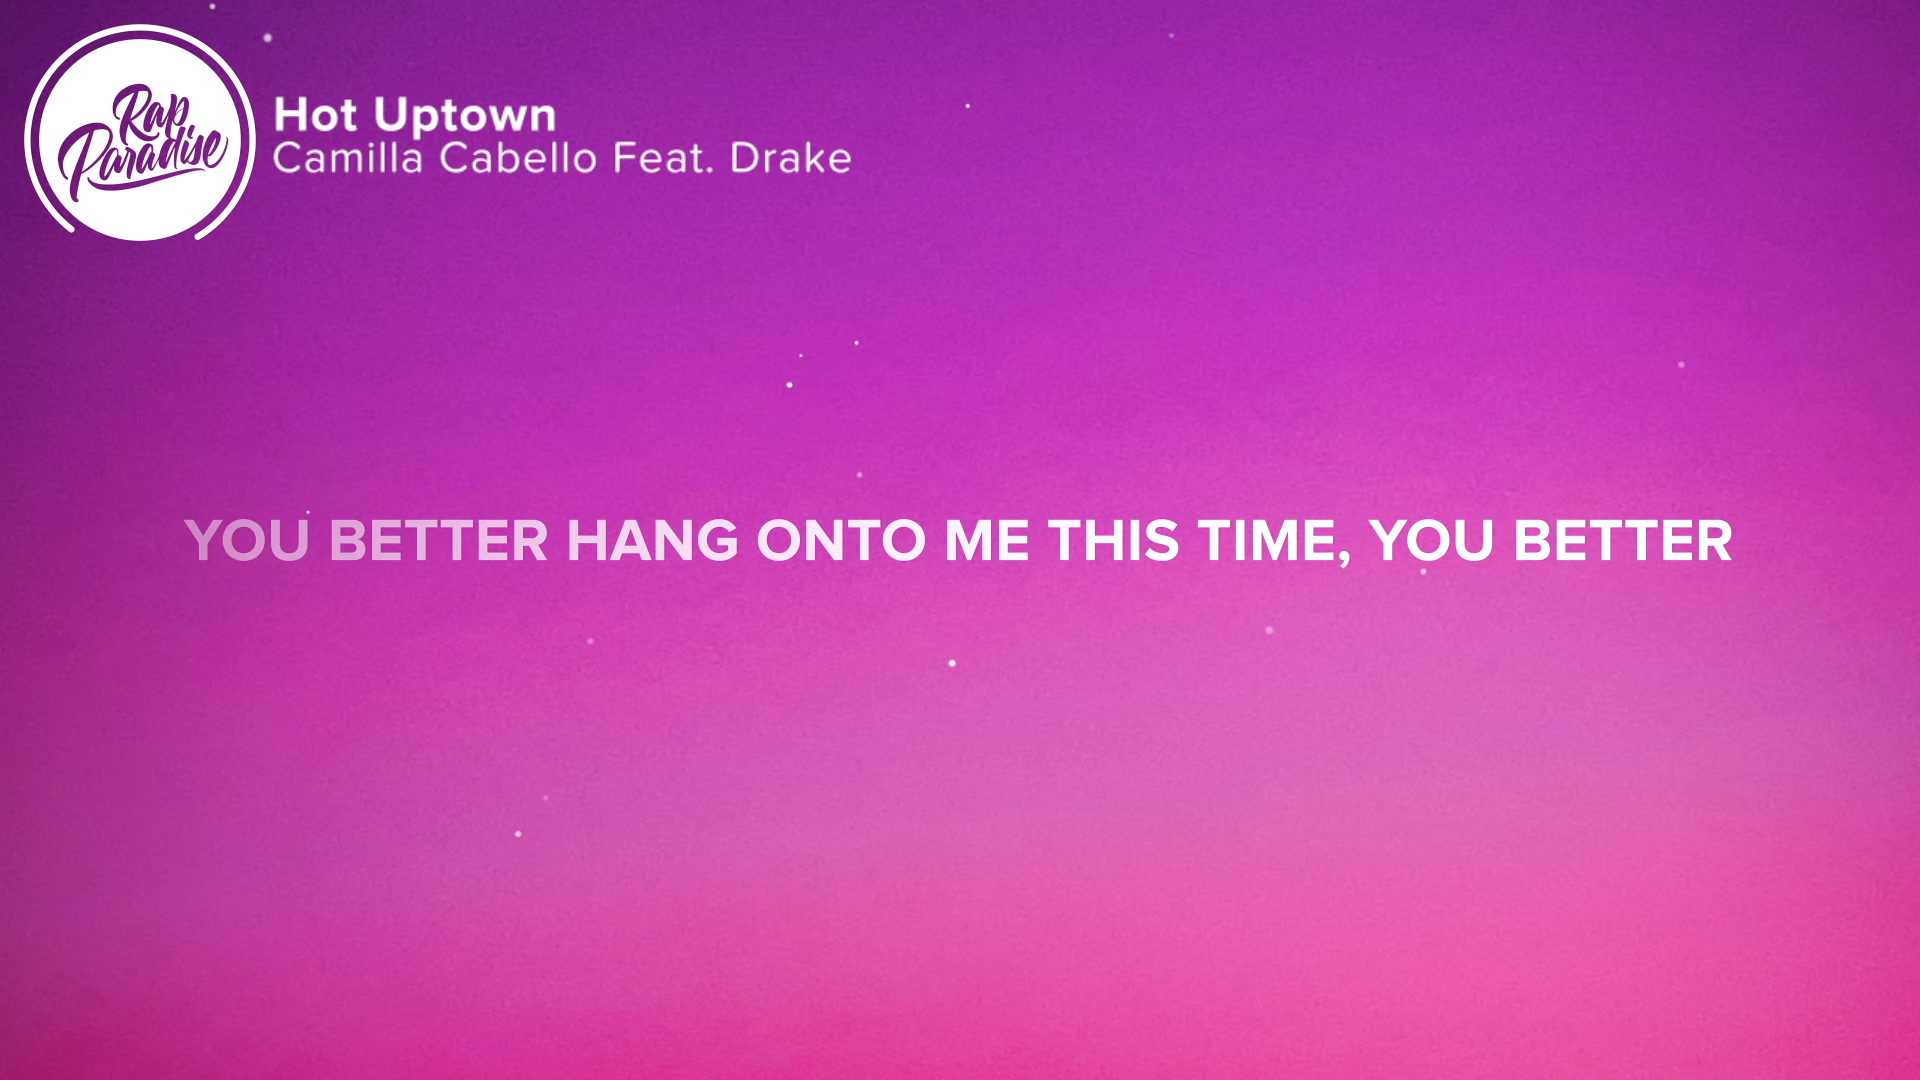 Rap
Paradise
Hot Uptown
Camilla Cabello Feat. Drake
YOU BETTER HANG ONTO ME THIS TIME, YOU BETTER